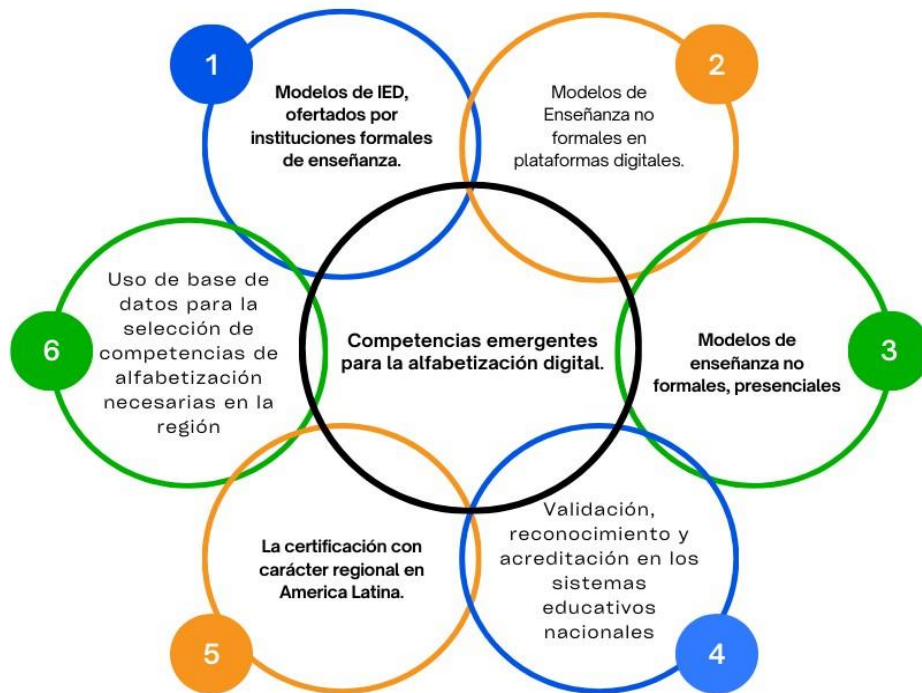 1
Modelos de IED,
ofertados por
instituciones formales
de enseñanza.
2
Modelos de
Enseñanza no
formales en
plataformas digitales.
3
Modelos de
enseñanza no
formales, presenciales
4
Validación,
reconocimiento y
acreditación en los
sistemas
educativos
nacionales
5
La certificación con
carácter regional en
America Latina.
6
Uso de base de
datos para la
selección de
competencias de
alfabetización
necesarias en la
región
Competencias emergentes
para la alfabetización digital.